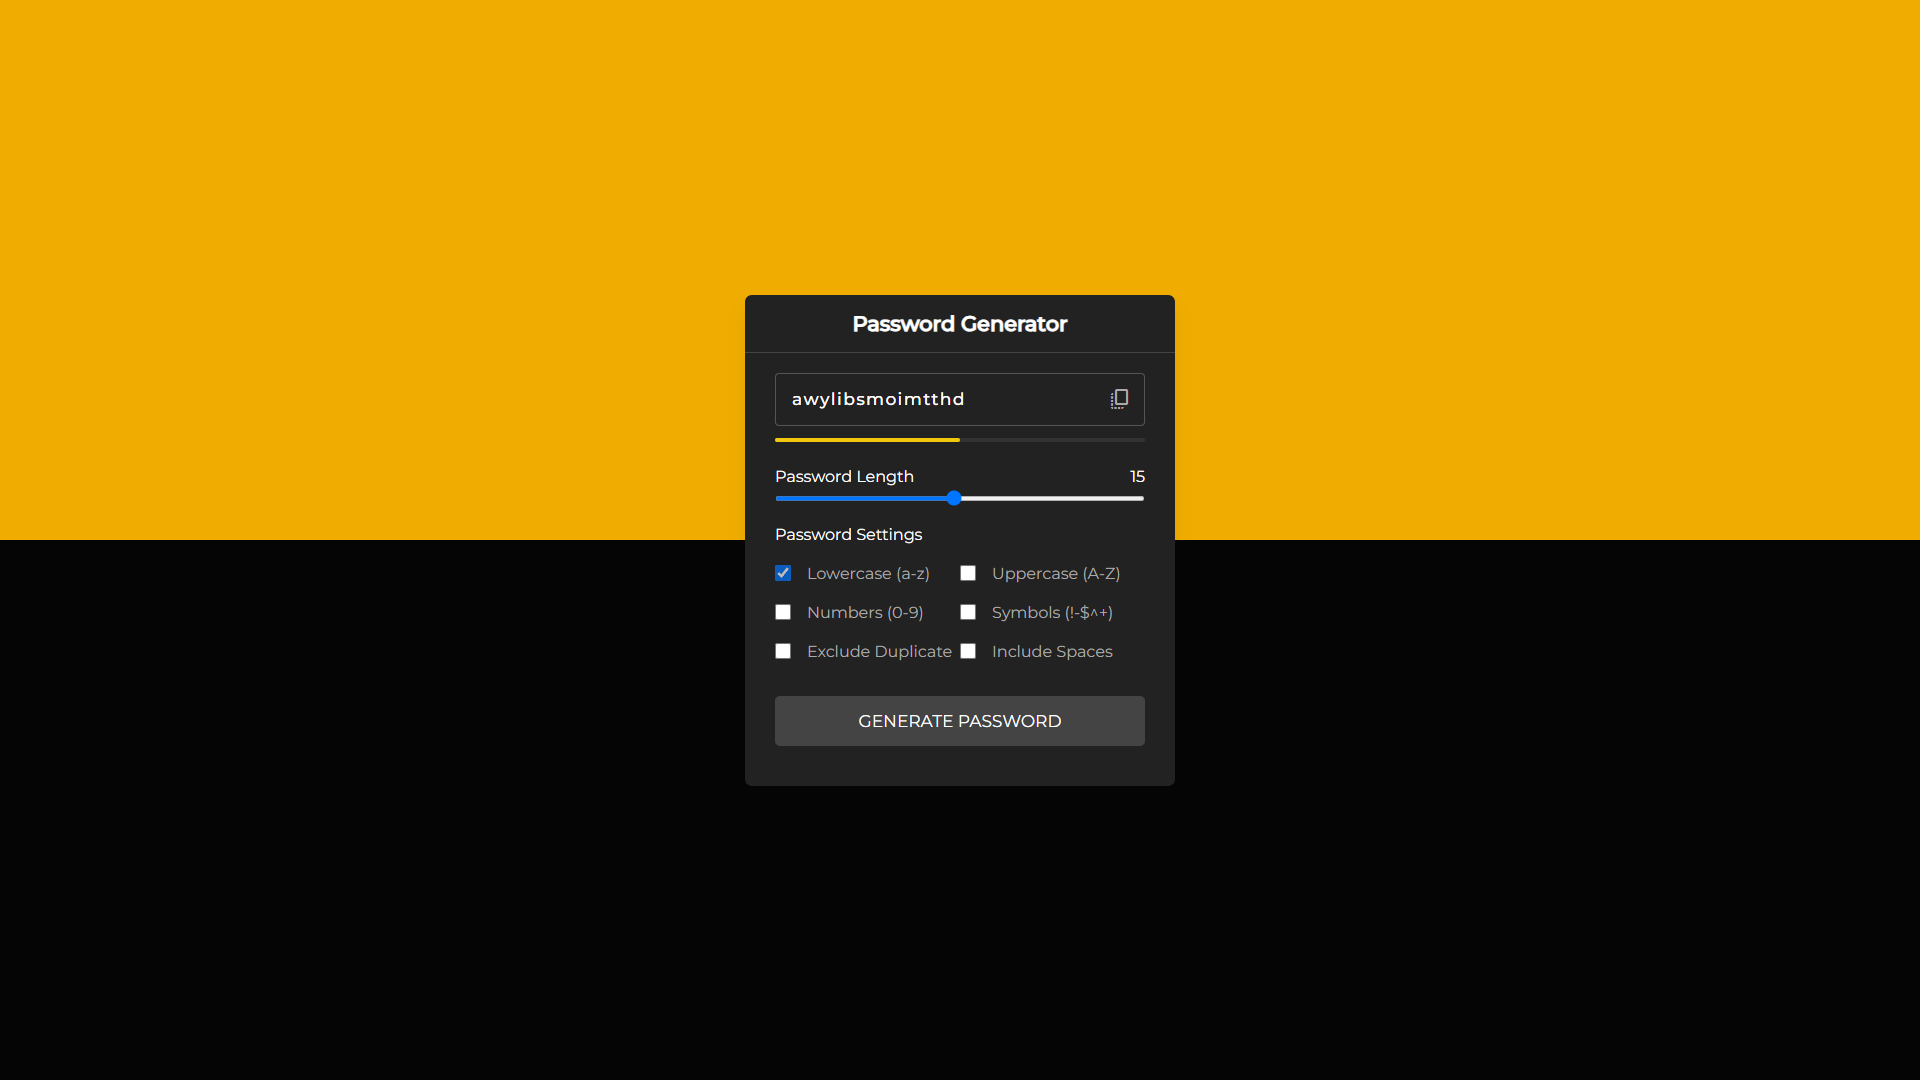 Password Generator
awylibsmoimtthd
Password Length 15
Password Settings
Lowercase (a-z) Uppercase (A-Z)
Numbers (0-9) Symbols (!-$^+)
Exclude Duplicate Include Spaces
GENERATE PASSWORD